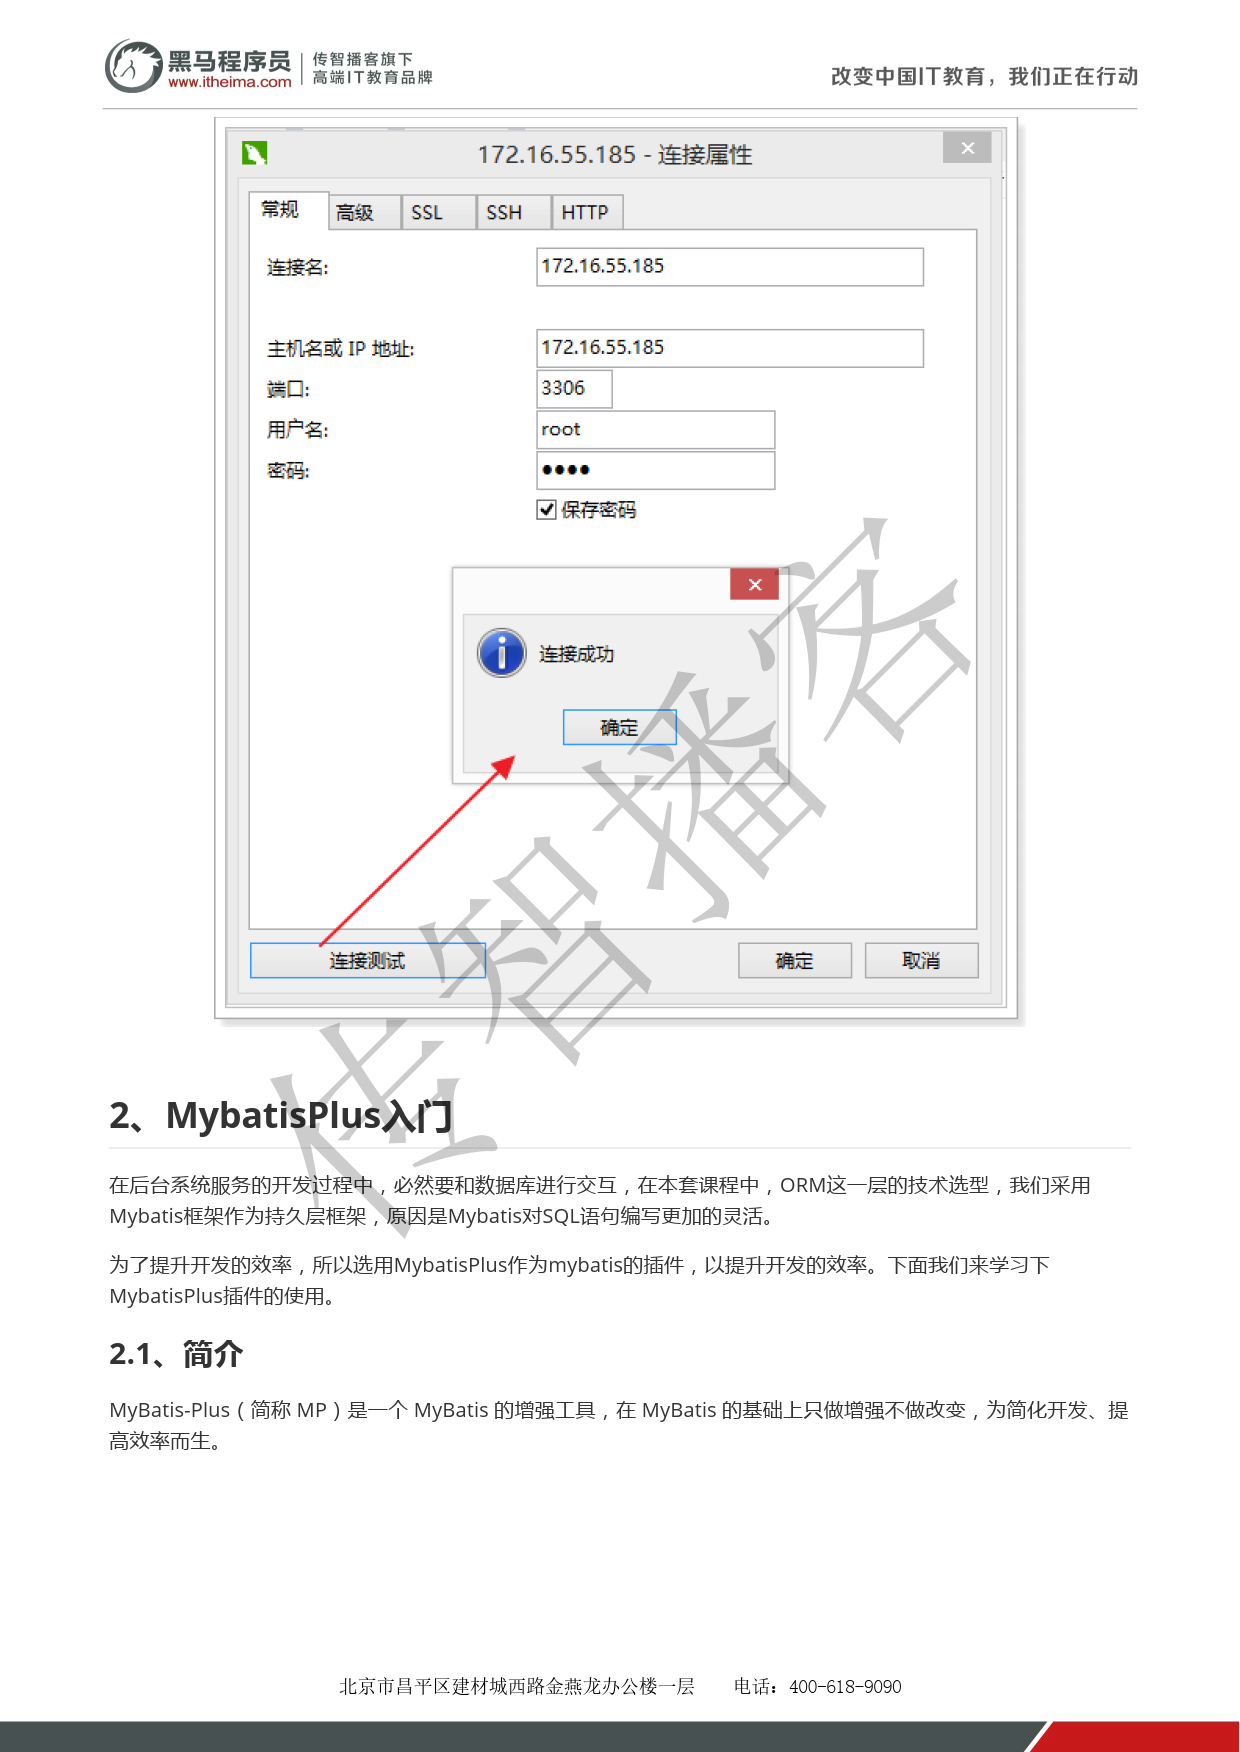 黑马程序员
www.itheima.com
传智播客旗下
高端IT教育品牌
改变中国IT教育，我们正在行动
172.16.55.185 - 连接属性
常规 高级 SSL SSH HTTP
连接名: 172.16.55.185
主机名或 IP 地址: 172.16.55.185
端口: 3306
用户名: root
密码: ●●●●
保存密码
连接成功
确定
连接测试 确定 取消
传智播客
2、MybatisPlus入门
在后台系统服务的开发过程中，必然要和数据库进行交互，在本套课程中，ORM这一层的技术选型，我们采用
Mybatis框架作为持久层框架，原因是Mybatis对SQL语句编写更加的灵活。
为了提升开发的效率，所以选用MybatisPlus作为mybatis的插件，以提升开发的效率。下面我们来学习下
MybatisPlus插件的使用。
2.1、简介
MyBatis-Plus（简称 MP）是一个 MyBatis 的增强工具，在 MyBatis 的基础上只做增强不做改变，为简化开发、提
高效率而生。
北京市昌平区建材城西路金燕龙办公楼一层 电话：400-618-9090